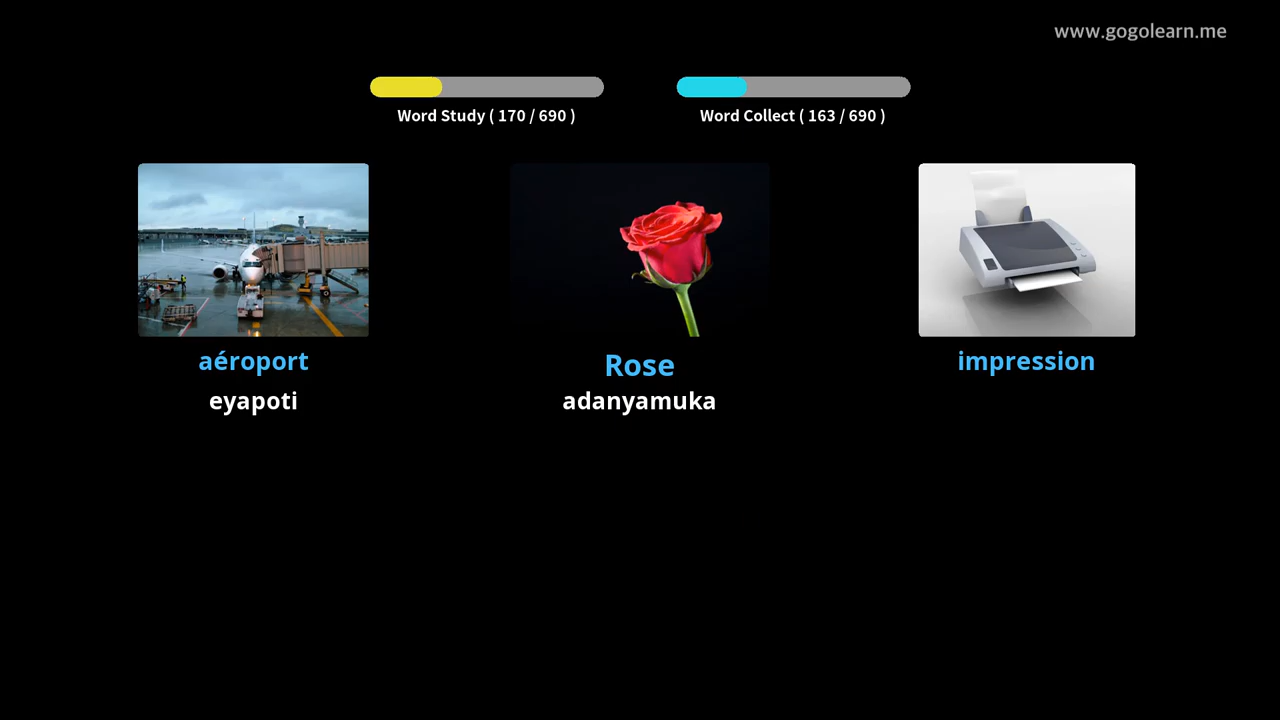 www.gogolearn.me
Word Study ( 170 / 690 )
Word Collect ( 163 / 690 )
aéroport
Rose
impression
eyapoti
adanyamuka